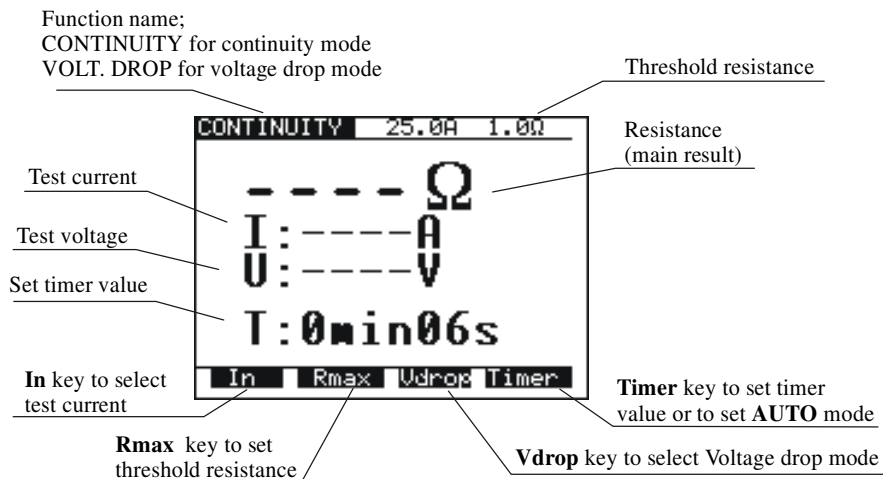 Function name;
CONTINUITY for continuity mode
VOLT. DROP for voltage drop mode
Threshold resistance
CONTINUITY 25.0A 1.0Ω
Resistance
(main result)
Test current
---- Ω
I:----A
Test voltage
U:----V
Set timer value
T:0min06s
In Rmax Vdrop Timer
In key to select
test current
Timer key to set timer
value or to set AUTO mode
Rmax key to set
threshold resistance
Vdrop key to select Voltage drop mode